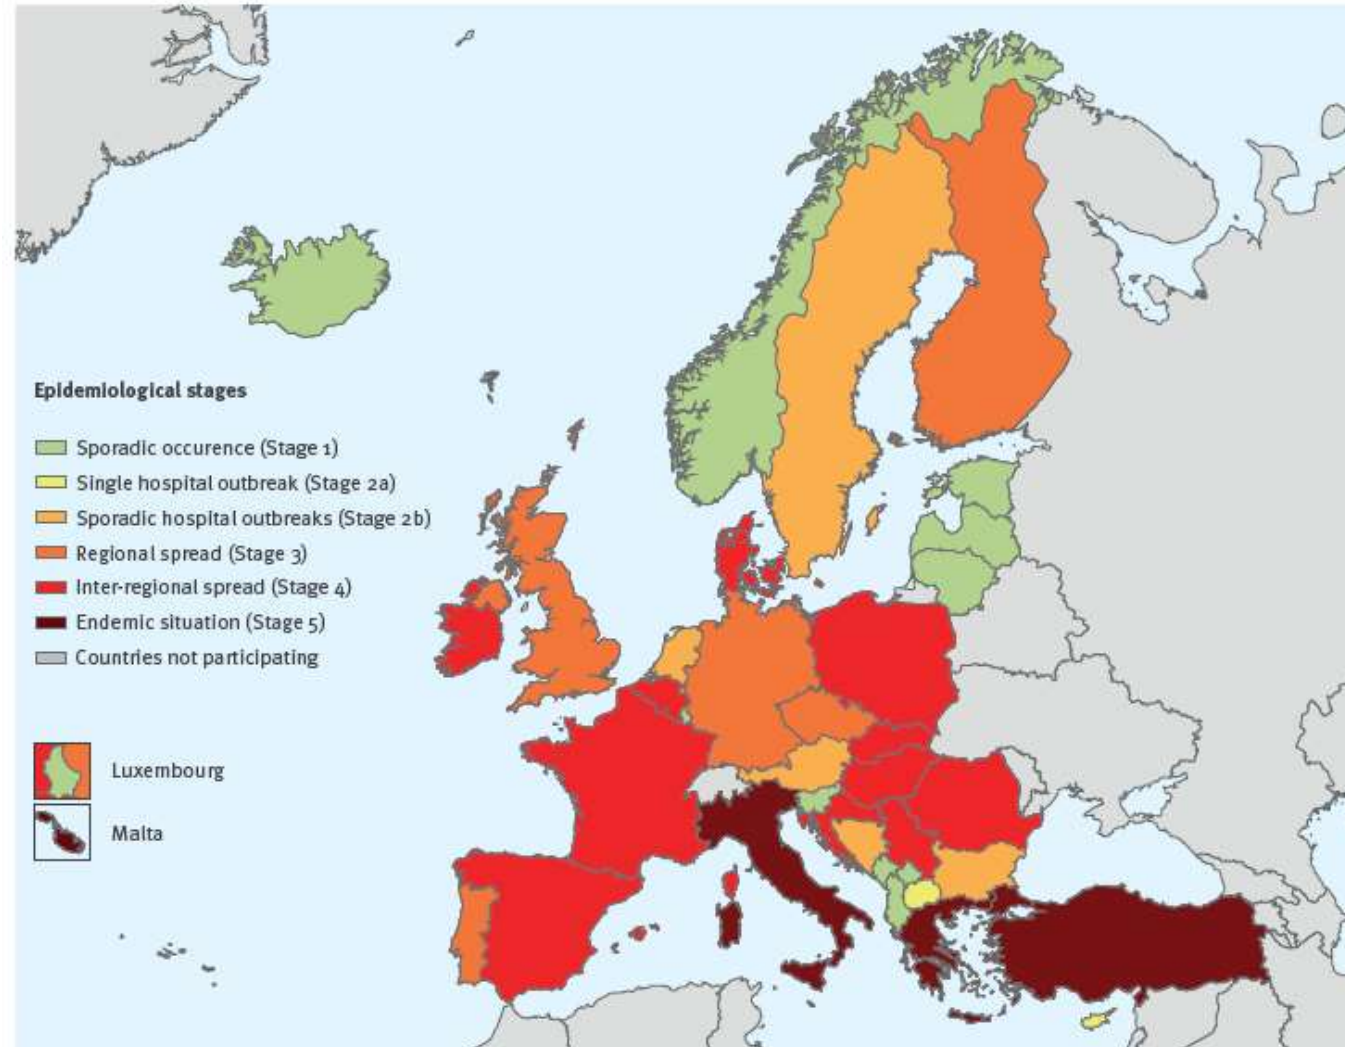 Epidemiological stages
Sporadic occurence (Stage 1)
Single hospital outbreak (Stage 2a)
Sporadic hospital outbreaks (Stage 2b)
Regional spread (Stage 3)
Inter-regional spread (Stage 4)
Endemic situation (Stage 5)
Countries not participating
Luxembourg
Malta